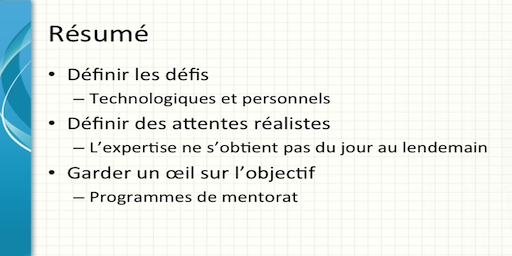 Résumé
• Définir les défis
– Technologiques et personnels
• Définir des attentes réalistes
– L’expertise ne s’obtient pas du jour au lendemain
• Garder un œil sur l’objectif
– Programmes de mentorat